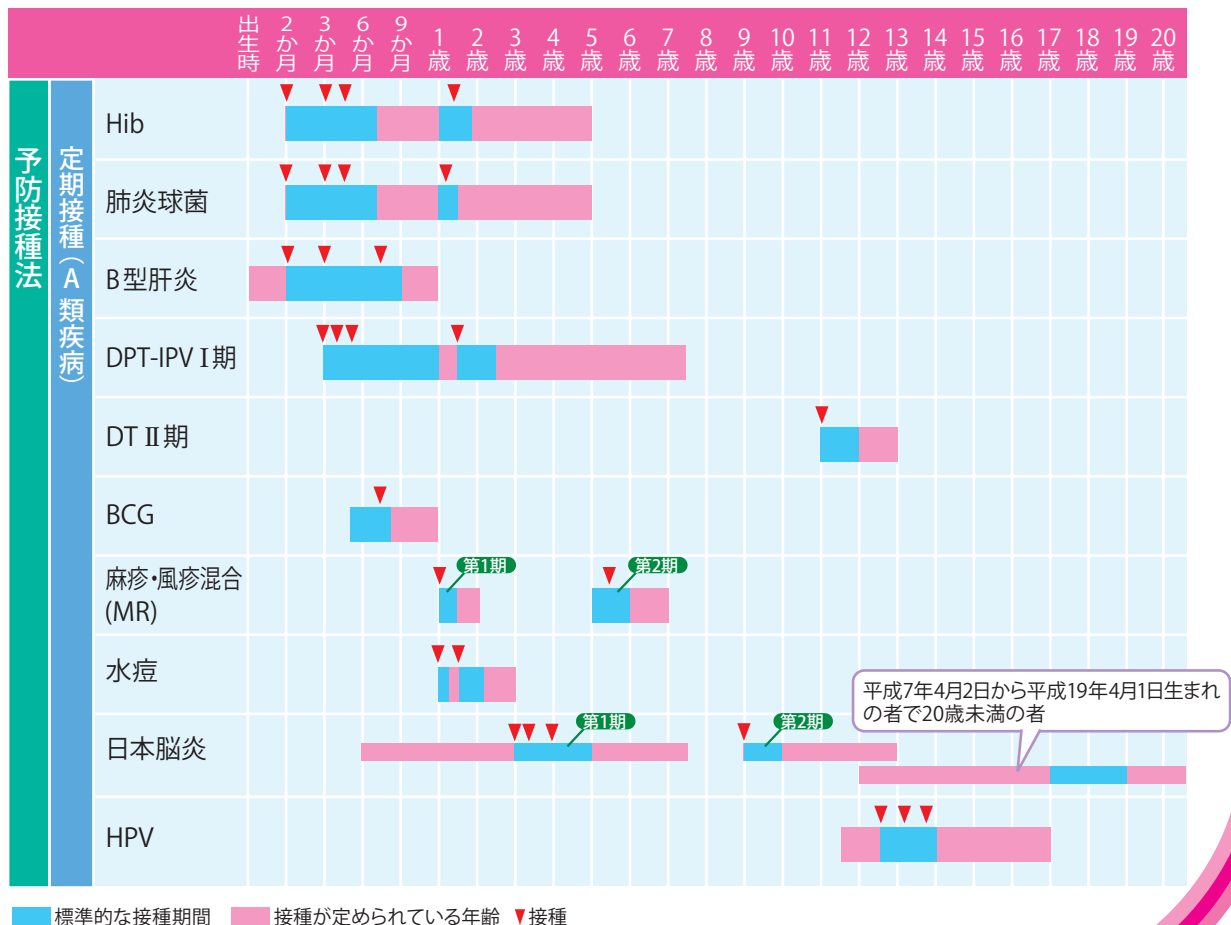 出生時 2か月 3か月 6か月 9か月 1歳 2歳 3歳 4歳 5歳 6歳 7歳 8歳 9歳 10歳 11歳 12歳 13歳 14歳 15歳 16歳 17歳 18歳 19歳 20歳
予防接種法
定期接種(A類疾病)
Hib
肺炎球菌
B型肝炎
DPT-IPV Ⅰ期
DT Ⅱ期
BCG
麻疹・風疹混合
(MR)
第1期 第2期
水痘
平成7年4月2日から平成19年4月1日生まれ
の者で20歳未満の者
日本脳炎
第1期 第2期
HPV
標準的な接種期間 接種が定められている年齢 接種